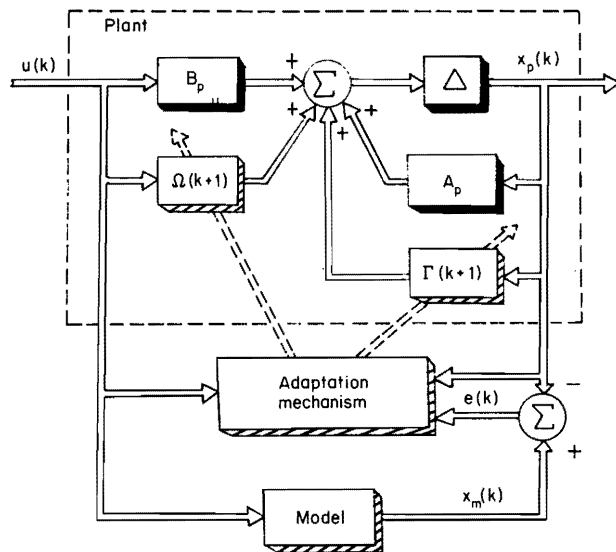 Plant
u(k)
x_p(k)
B_p
+
Σ
Δ
+
+
+
Ω(k+1)
A_p
Γ(k+1)
Adaptation
mechanism
−
e(k)
Σ
+
Model
x_m(k)